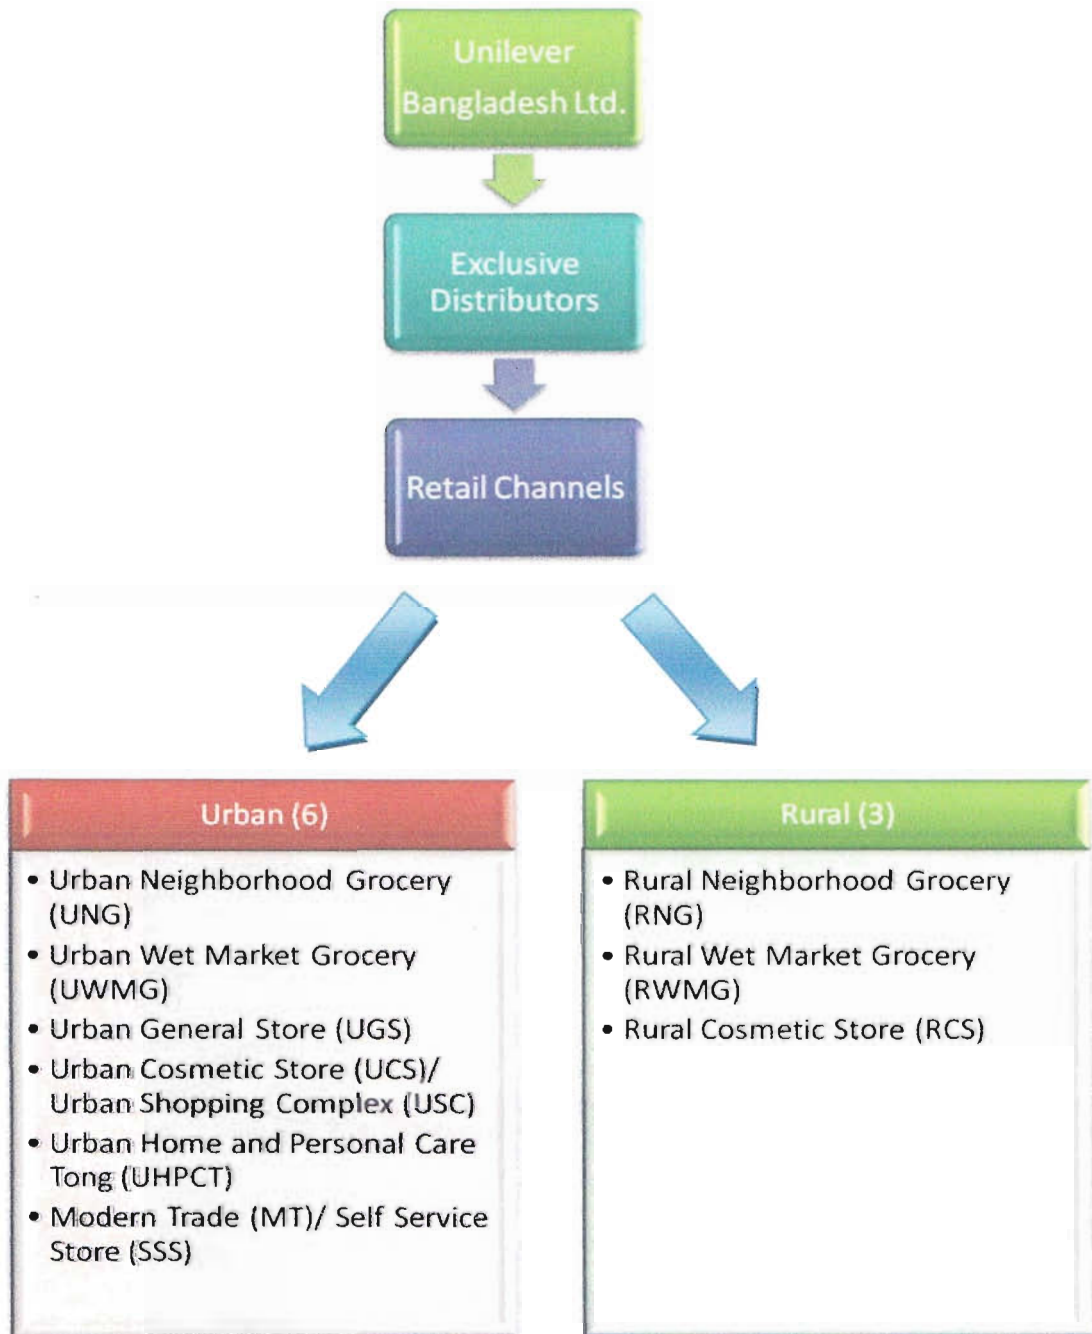 Unilever
Bangladesh Ltd.
Exclusive
Distributors
Retail Channels
Urban (6)
• Urban Neighborhood Grocery
(UNG)
• Urban Wet Market Grocery
(UWMG)
• Urban General Store (UGS)
• Urban Cosmetic Store (UCS)/
Urban Shopping Complex (USC)
• Urban Home and Personal Care
Tong (UHPCT)
• Modern Trade (MT)/ Self Service
Store (SSS)
Rural (3)
• Rural Neighborhood Grocery
(RNG)
• Rural Wet Market Grocery
(RWMG)
• Rural Cosmetic Store (RCS)